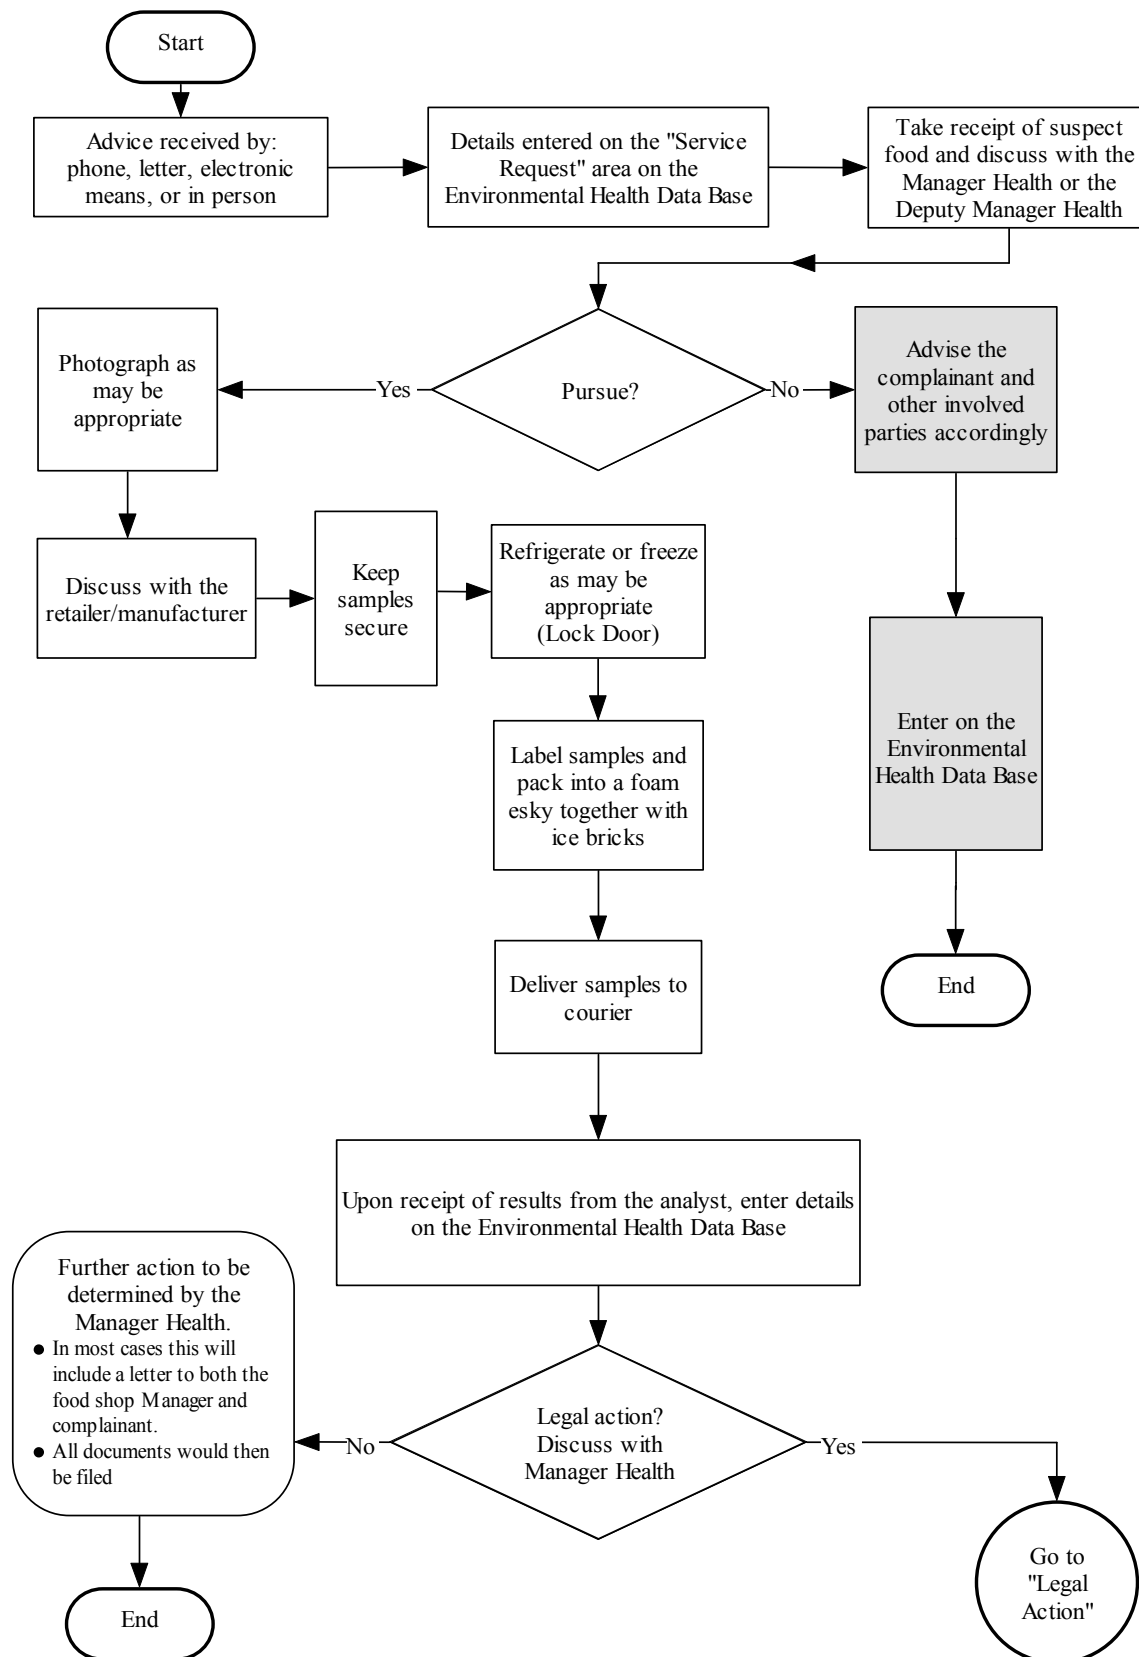 Start
Advice received by:
phone, letter, electronic
means, or in person
Details entered on the "Service
Request" area on the
Environmental Health Data Base
Take receipt of suspect
food and discuss with the
Manager Health or the
Deputy Manager Health
Pursue?
Yes
No
Photograph as
may be
appropriate
Advise the
complainant and
other involved
parties accordingly
Discuss with the
retailer/manufacturer
Keep
samples
secure
Refrigerate or freeze
as may be
appropriate
(Lock Door)
Enter on the
Environmental
Health Data Base
Label samples and
pack into a foam
esky together with
ice bricks
End
Deliver samples to
courier
Upon receipt of results from the analyst, enter details
on the Environmental Health Data Base
Legal action?
Discuss with
Manager Health
No
Yes
Further action to be
determined by the
Manager Health.
● In most cases this will
include a letter to both the
food shop Manager and
complainant.
● All documents would then
be filed
End
Go to
"Legal
Action"